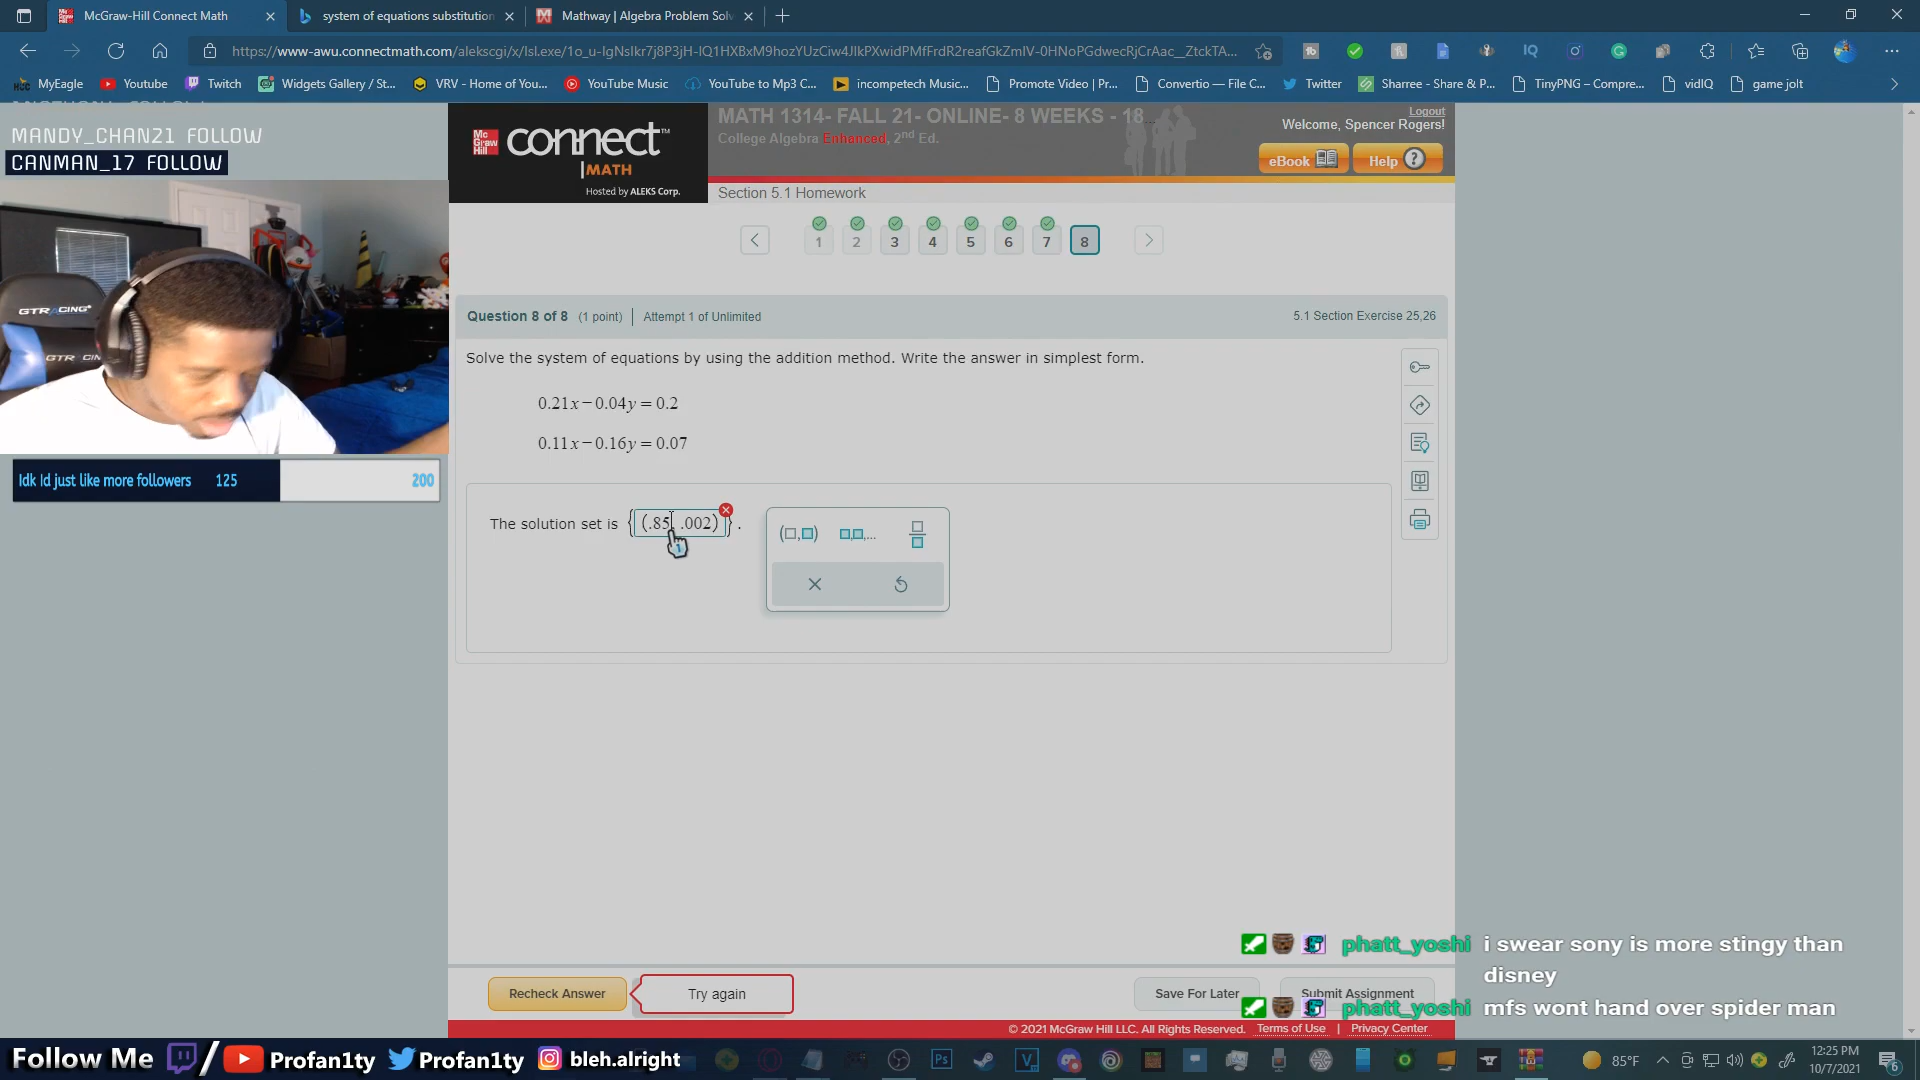 McGraw-Hill Connect Math
system of equations substitution
Mathway | Algebra Problem Solv
https://www-awu.connectmath.com/alekscgi/x/Isl.exe/1o_u-IgNsIkr7j8P3jH-IQ1HXBxM9hozYUzCiw4JlkPXwidPMfFrdR2reafGkZmIV-0HNoPGdwecRjCrAac__ZtckTA...
MyEagle
Youtube
Twitch
Widgets Gallery / St...
VRV - Home of You...
YouTube Music
YouTube to Mp3 C...
incompetech Music...
Promote Video | Pr...
Convertio — File C...
Twitter
Sharree - Share & P...
TinyPNG – Compre...
vidIQ
game jolt
MANDY_CHAN21 FOLLOW
CANMAN_17 FOLLOW
GTRACING
Idk Id just like more followers 125 200
Mc Graw Hill
connect™
MATH
Hosted by ALEKS Corp.
MATH 1314- FALL 21- ONLINE- 8 WEEKS - 18...
College Algebra Enhanced, 2nd Ed.
Logout
Welcome, Spencer Rogers!
eBook
Help ?
Section 5.1 Homework
< 1 2 3 4 5 6 7 8 >
Question 8 of 8 (1 point) | Attempt 1 of Unlimited
5.1 Section Exercise 25,26
Solve the system of equations by using the addition method. Write the answer in simplest form.
0.21x−0.04y = 0.2
0.11x−0.16y = 0.07
The solution set is {(.85, .002)}.
phatt_yoshi i swear sony is more stingy than
disney
phatt_yoshi mfs wont hand over spider man
Recheck Answer
Try again
Save For Later
Submit Assignment
© 2021 McGraw Hill LLC. All Rights Reserved. Terms of Use | Privacy Center
Follow Me / Profan1ty Profan1ty bleh.alright
85°F
12:25 PM
10/7/2021
6